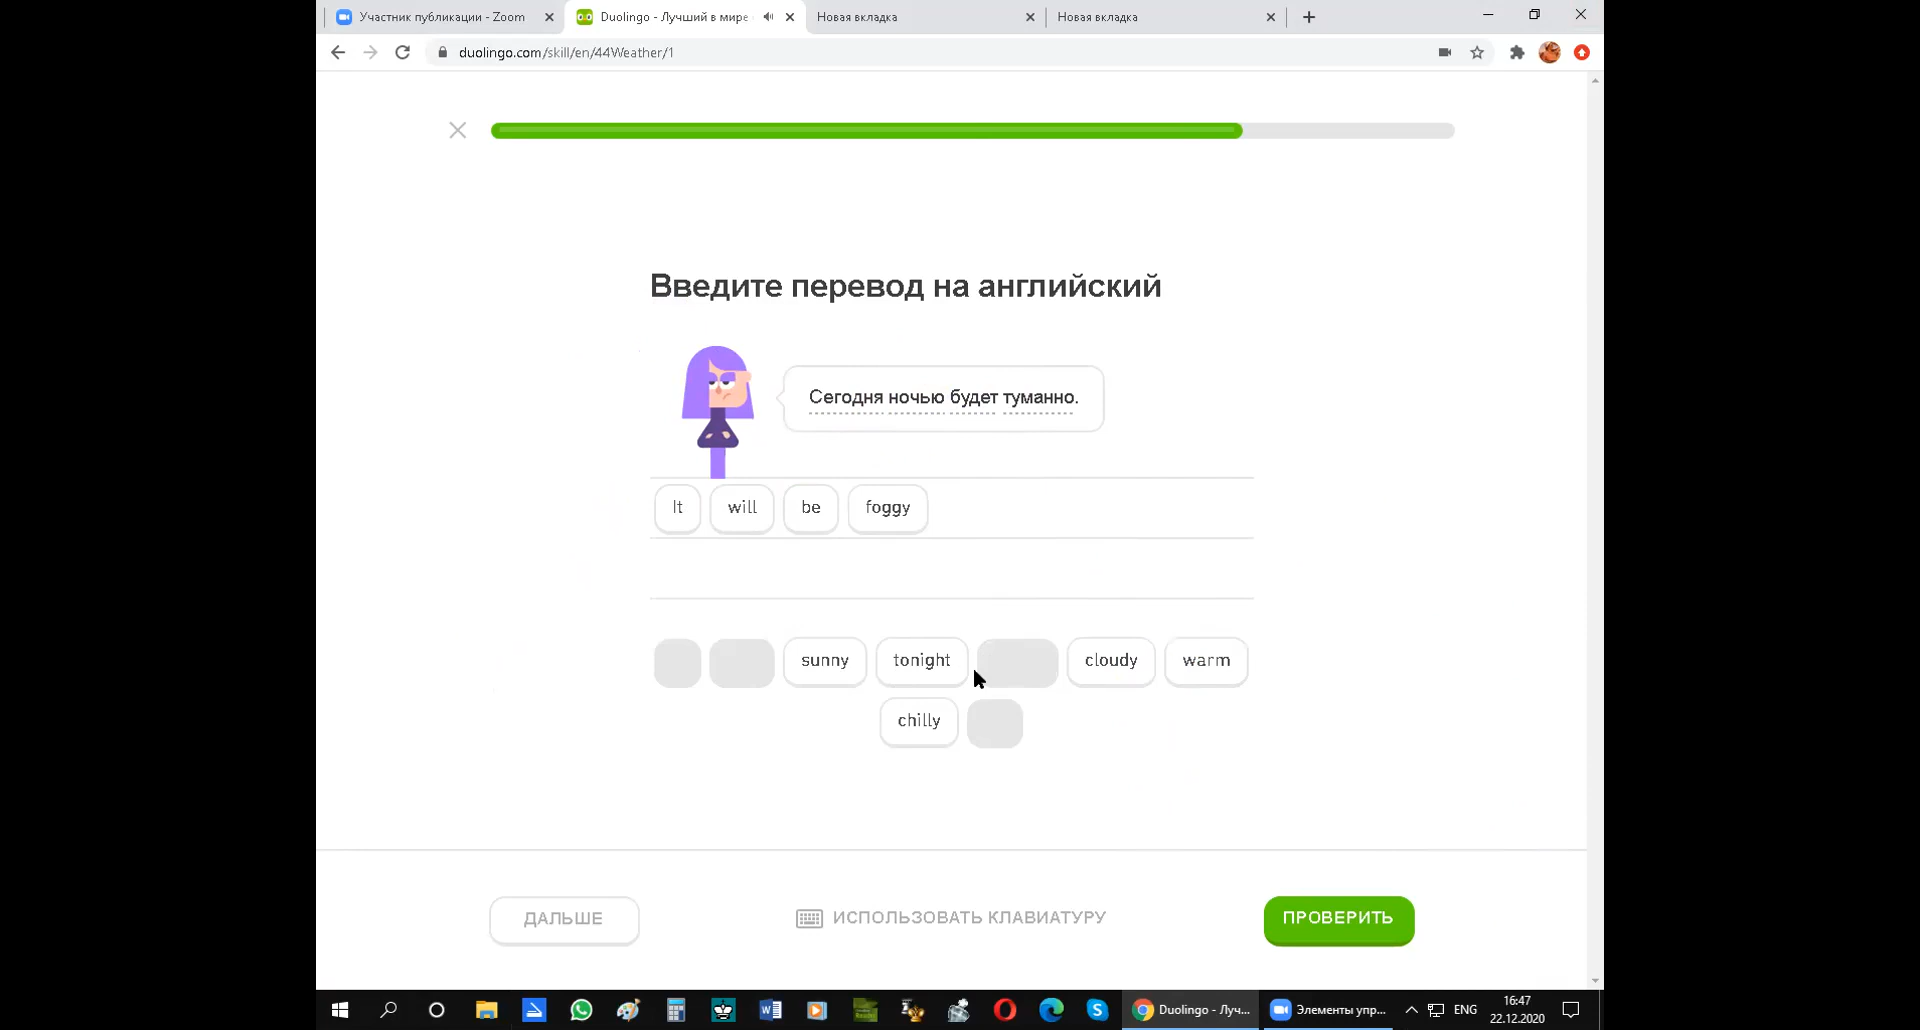 Участник публикации - Zoom
Duolingo - Лучший в мире
Новая вкладка
Новая вкладка
duolingo.com/skill/en/44Weather/1
Введите перевод на английский
Сегодня ночью будет туманно.
It will be foggy
sunny tonight cloudy warm
chilly
ДАЛЬШЕ
ИСПОЛЬЗОВАТЬ КЛАВИАТУРУ
ПРОВЕРИТЬ
Duolingo - Луч...
Элементы упр...
ENG
16:47
22.12.2020